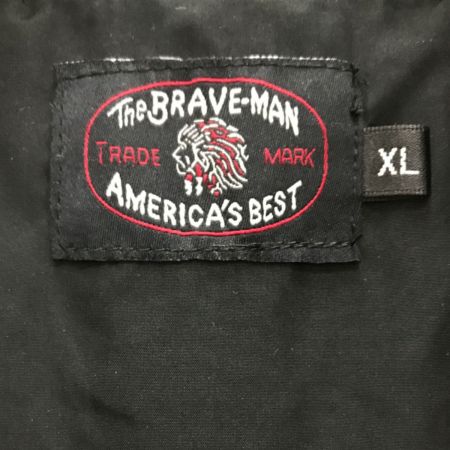 The BRAVE-MAN
TRADE MARK
AMERICA'S BEST
XL